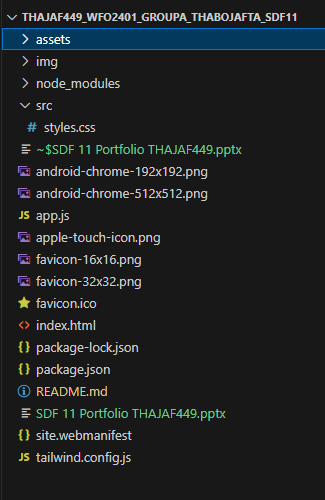 THAJAF449_WFO2401_GROUPA_THABOJAFTA_SDF11
assets
img
node_modules
src
# styles.css
~$SDF 11 Portfolio THAJAF449.pptx
android-chrome-192x192.png
android-chrome-512x512.png
JS app.js
apple-touch-icon.png
favicon-16x16.png
favicon-32x32.png
favicon.ico
<> index.html
{} package-lock.json
{} package.json
README.md
SDF 11 Portfolio THAJAF449.pptx
{} site.webmanifest
JS tailwind.config.js